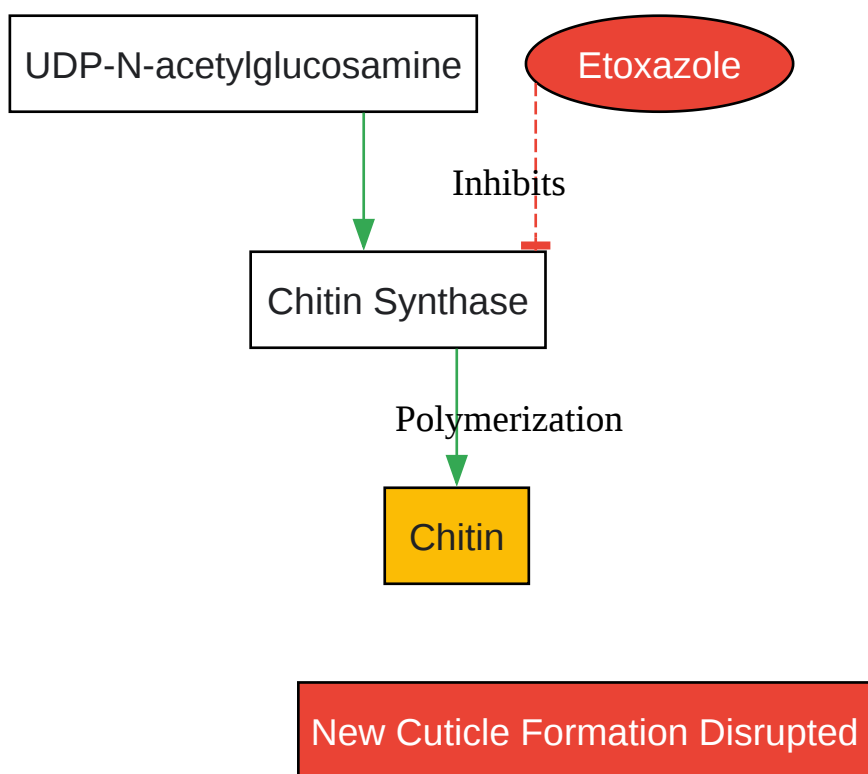 UDP-N-acetylglucosamine
Etoxazole
Inhibits
Chitin Synthase
Polymerization
Chitin
New Cuticle Formation Disrupted